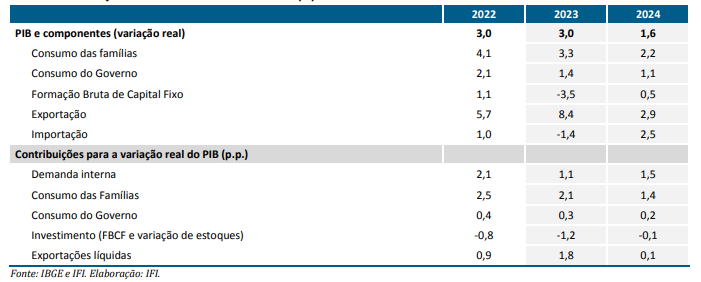 2022 2023 2024
PIB e componentes (variação real) 3,0 3,0 1,6
Consumo das famílias 4,1 3,3 2,2
Consumo do Governo 2,1 1,4 1,1
Formação Bruta de Capital Fixo 1,1 -3,5 0,5
Exportação 5,7 8,4 2,9
Importação 1,0 -1,4 2,5
Contribuições para a variação real do PIB (p.p.)
Demanda interna 2,1 1,1 1,5
Consumo das Famílias 2,5 2,1 1,4
Consumo do Governo 0,4 0,3 0,2
Investimento (FBCF e variação de estoques) -0,8 -1,2 -0,1
Exportações líquidas 0,9 1,8 0,1
Fonte: IBGE e IFI. Elaboração: IFI.